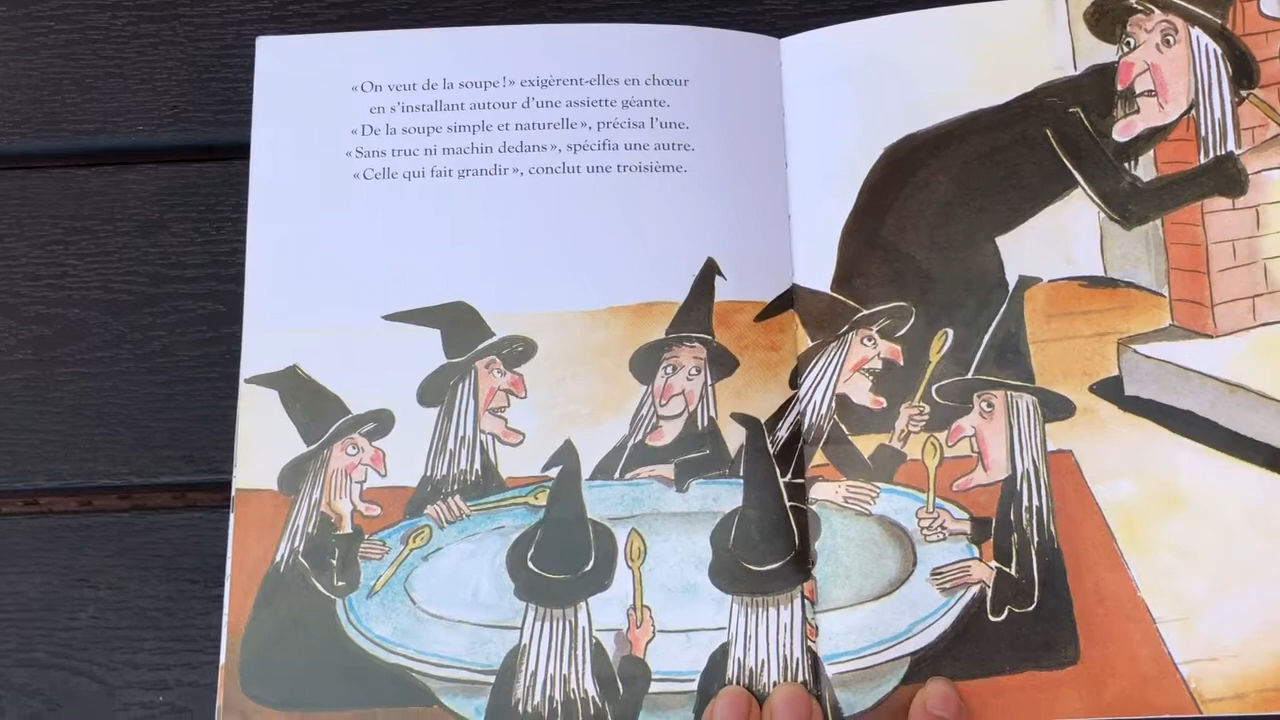 «On veut de la soupe!» exigèrent-elles en chœur
en s'installant autour d'une assiette géante.
«De la soupe simple et naturelle», précisa l'une.
«Sans truc ni machin dedans», spécifia une autre.
«Celle qui fait grandir», conclut une troisième.